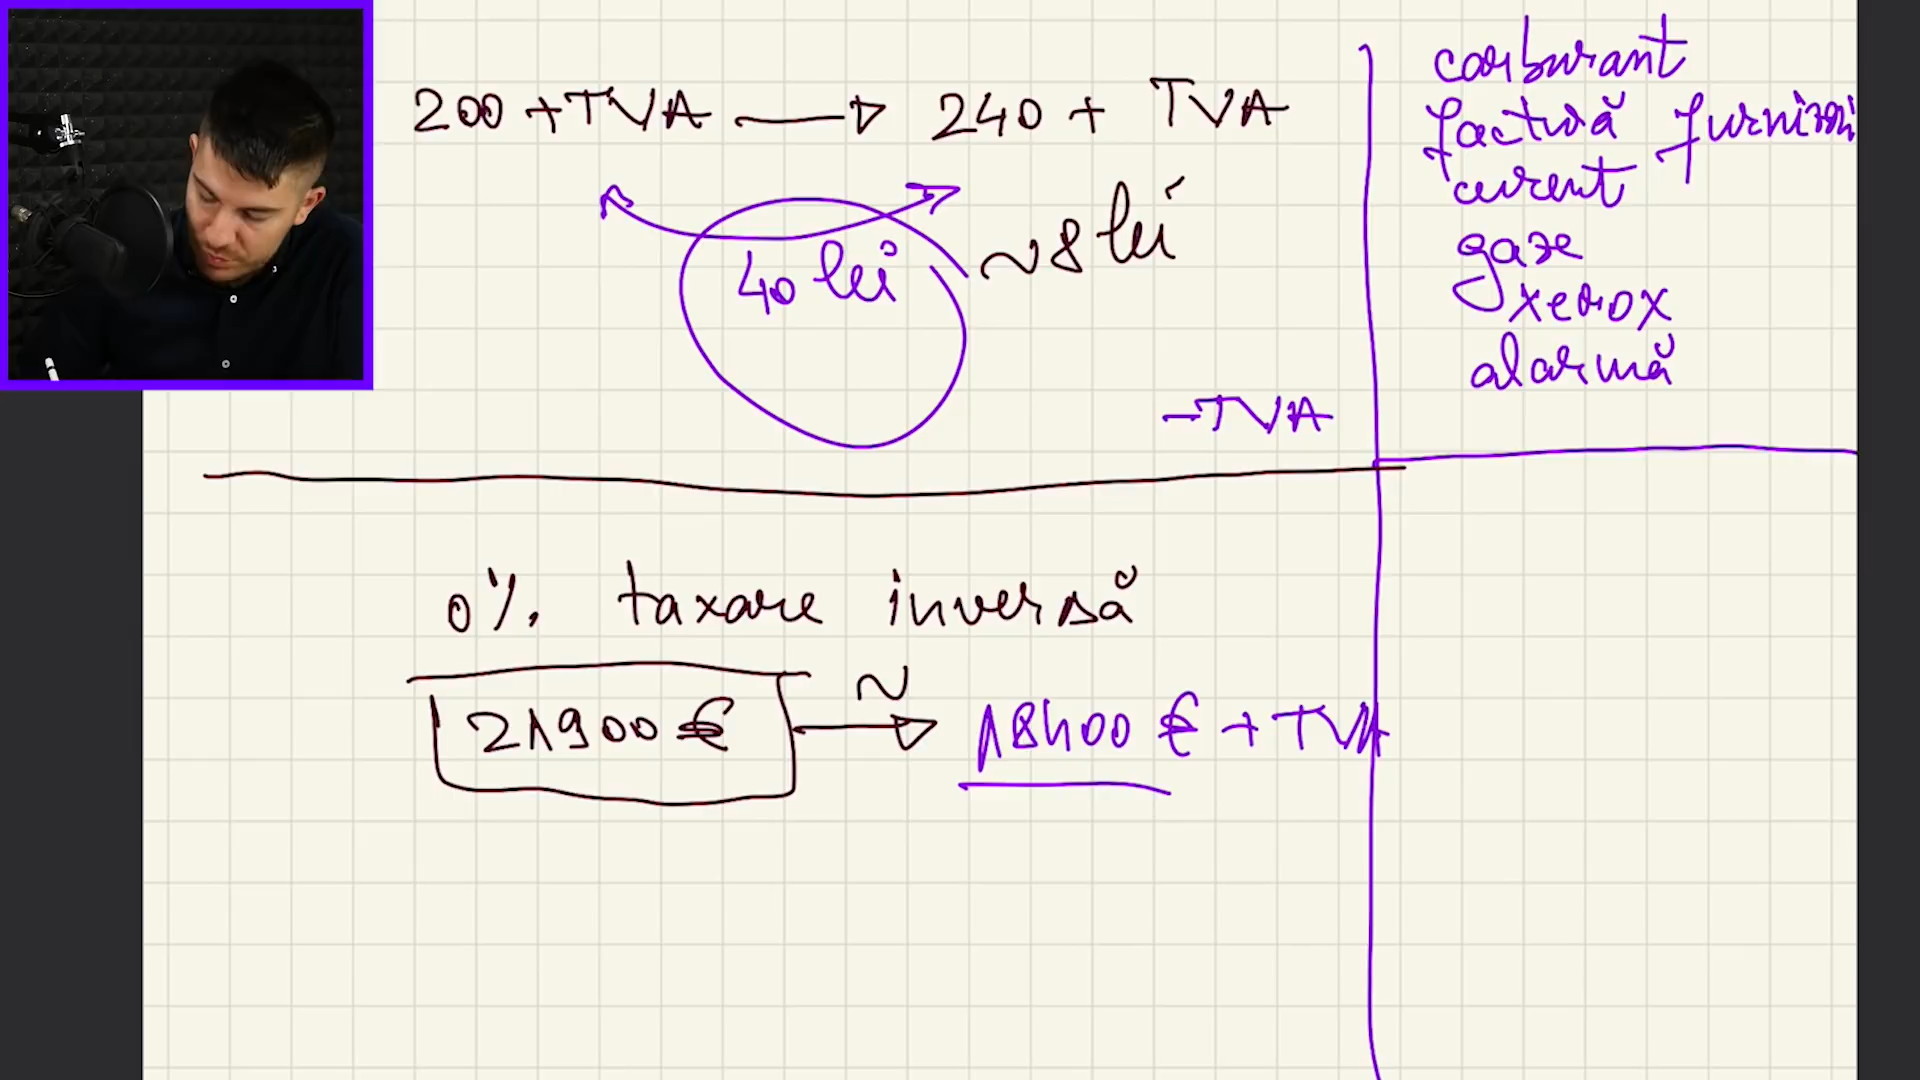 200 + TVA → 240 + TVA
40 lei ~8 lei
-TVA
carburant
factură furnizori
curent
gaze
xerox
alarmă
0% taxare inversă
21900 € → 18400 € + TVA